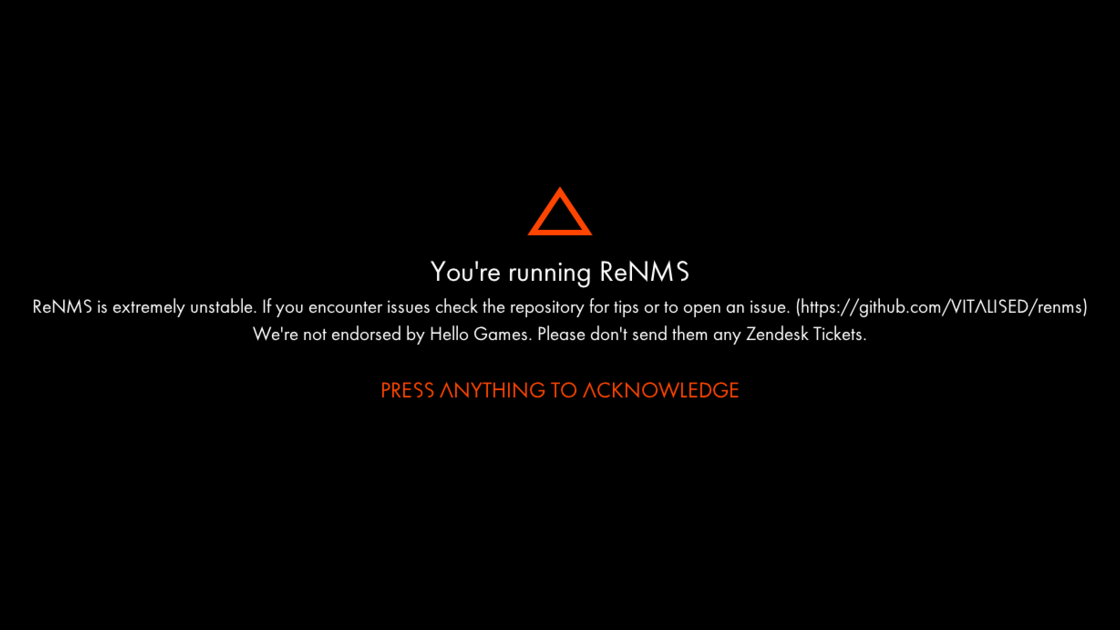 You're running ReNMS
ReNMS is extremely unstable. If you encounter issues check the repository for tips or to open an issue. (https://github.com/VITALISED/renms)
We're not endorsed by Hello Games. Please don't send them any Zendesk Tickets.
PRESS ANYTHING TO ACKNOWLEDGE